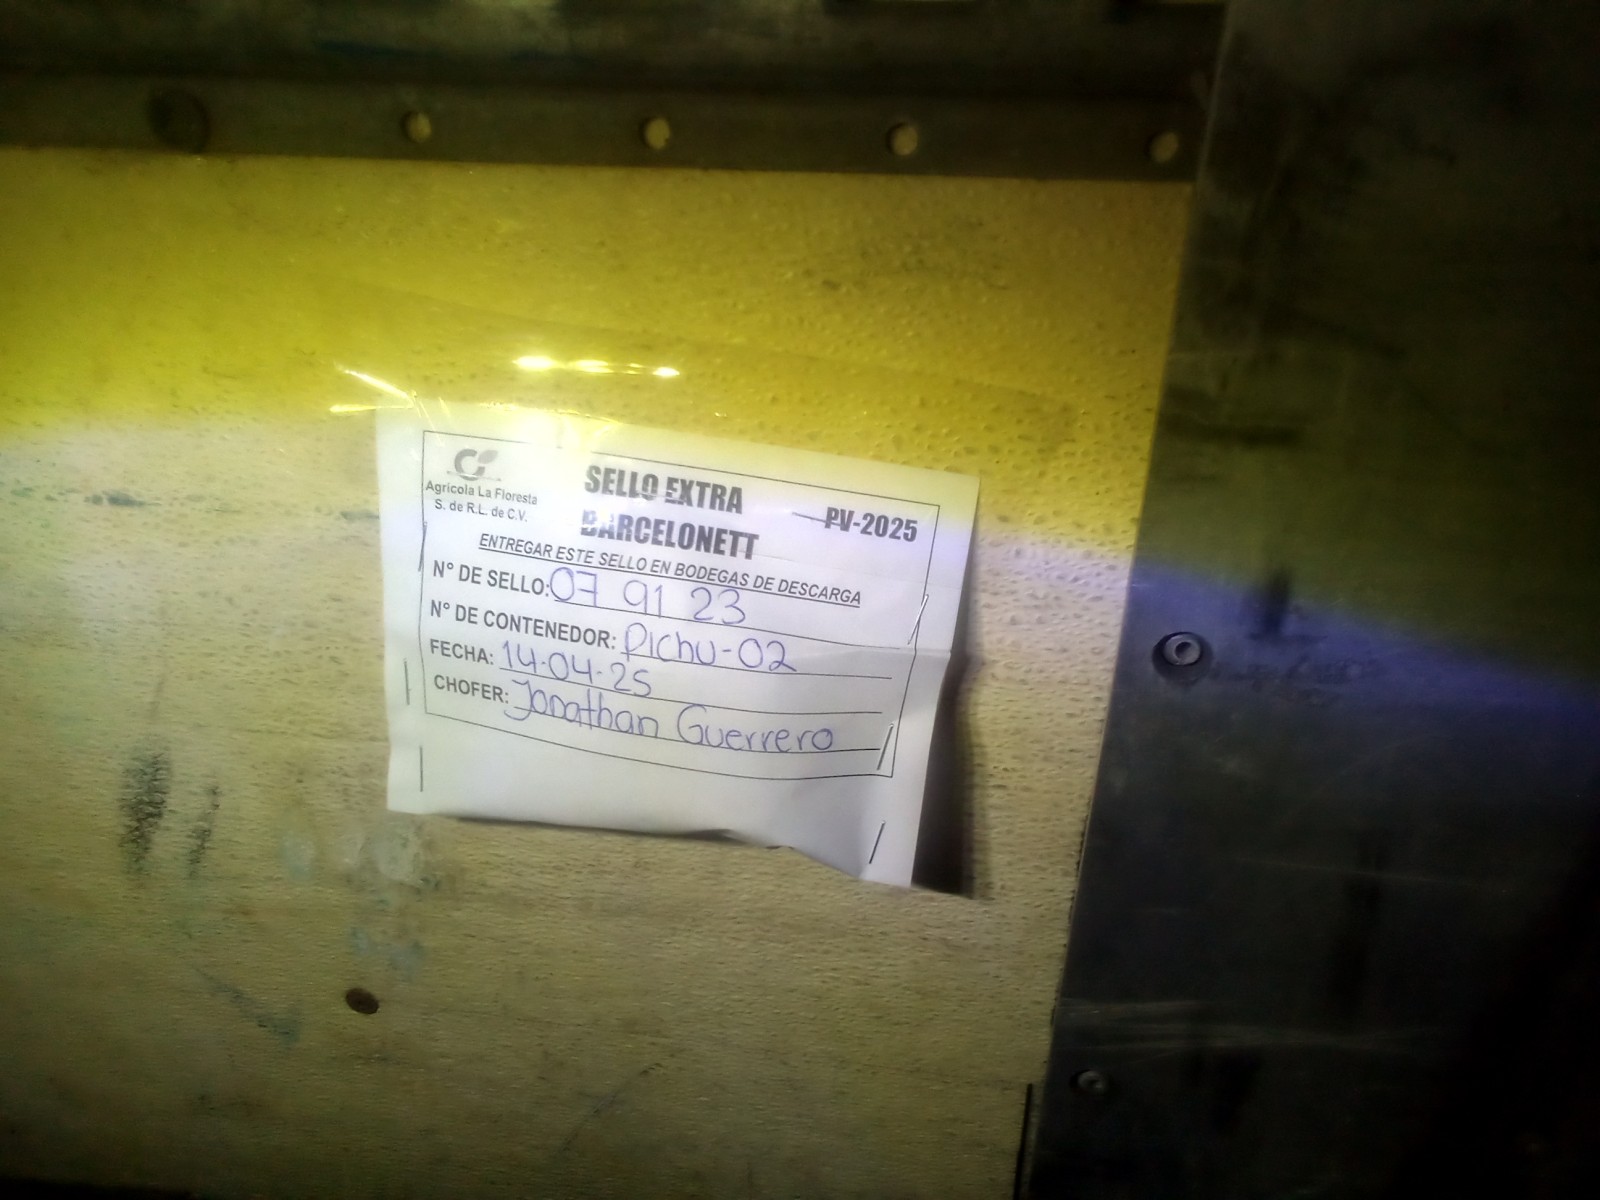 Agrícola La Floresta
S. de R.L. de C.V.
SELLO EXTRA
BARCELONETT
PV-2025
ENTREGAR ESTE SELLO EN BODEGAS DE DESCARGA
N° DE SELLO: 07 91 23
N° DE CONTENEDOR: Pichu-02
FECHA: 14-04-25
CHOFER: Jonathan Guerrero